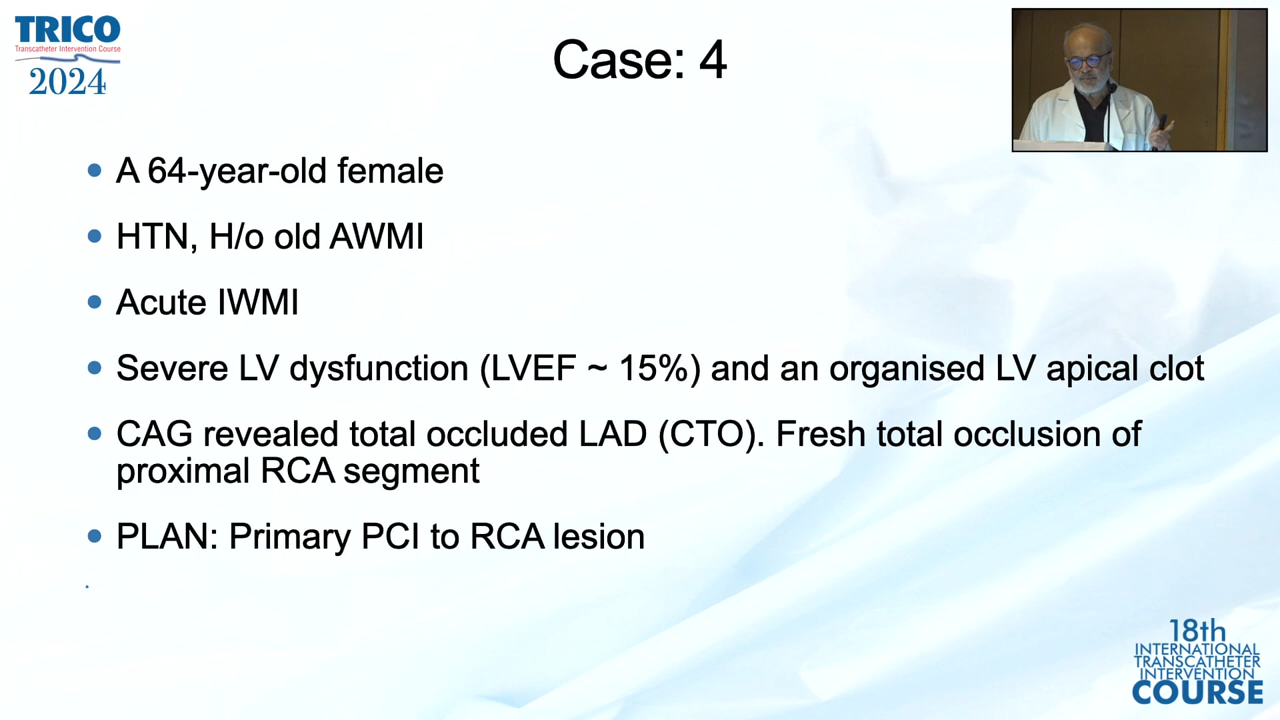 TRICO
Transcatheter Intervention Course
2024
Case: 4
A 64-year-old female
HTN, H/o old AWMI
Acute IWMI
Severe LV dysfunction (LVEF ~ 15%) and an organised LV apical clot
CAG revealed total occluded LAD (CTO). Fresh total occlusion of
proximal RCA segment
PLAN: Primary PCI to RCA lesion
18th
INTERNATIONAL
TRANSCATHETER
INTERVENTION
COURSE